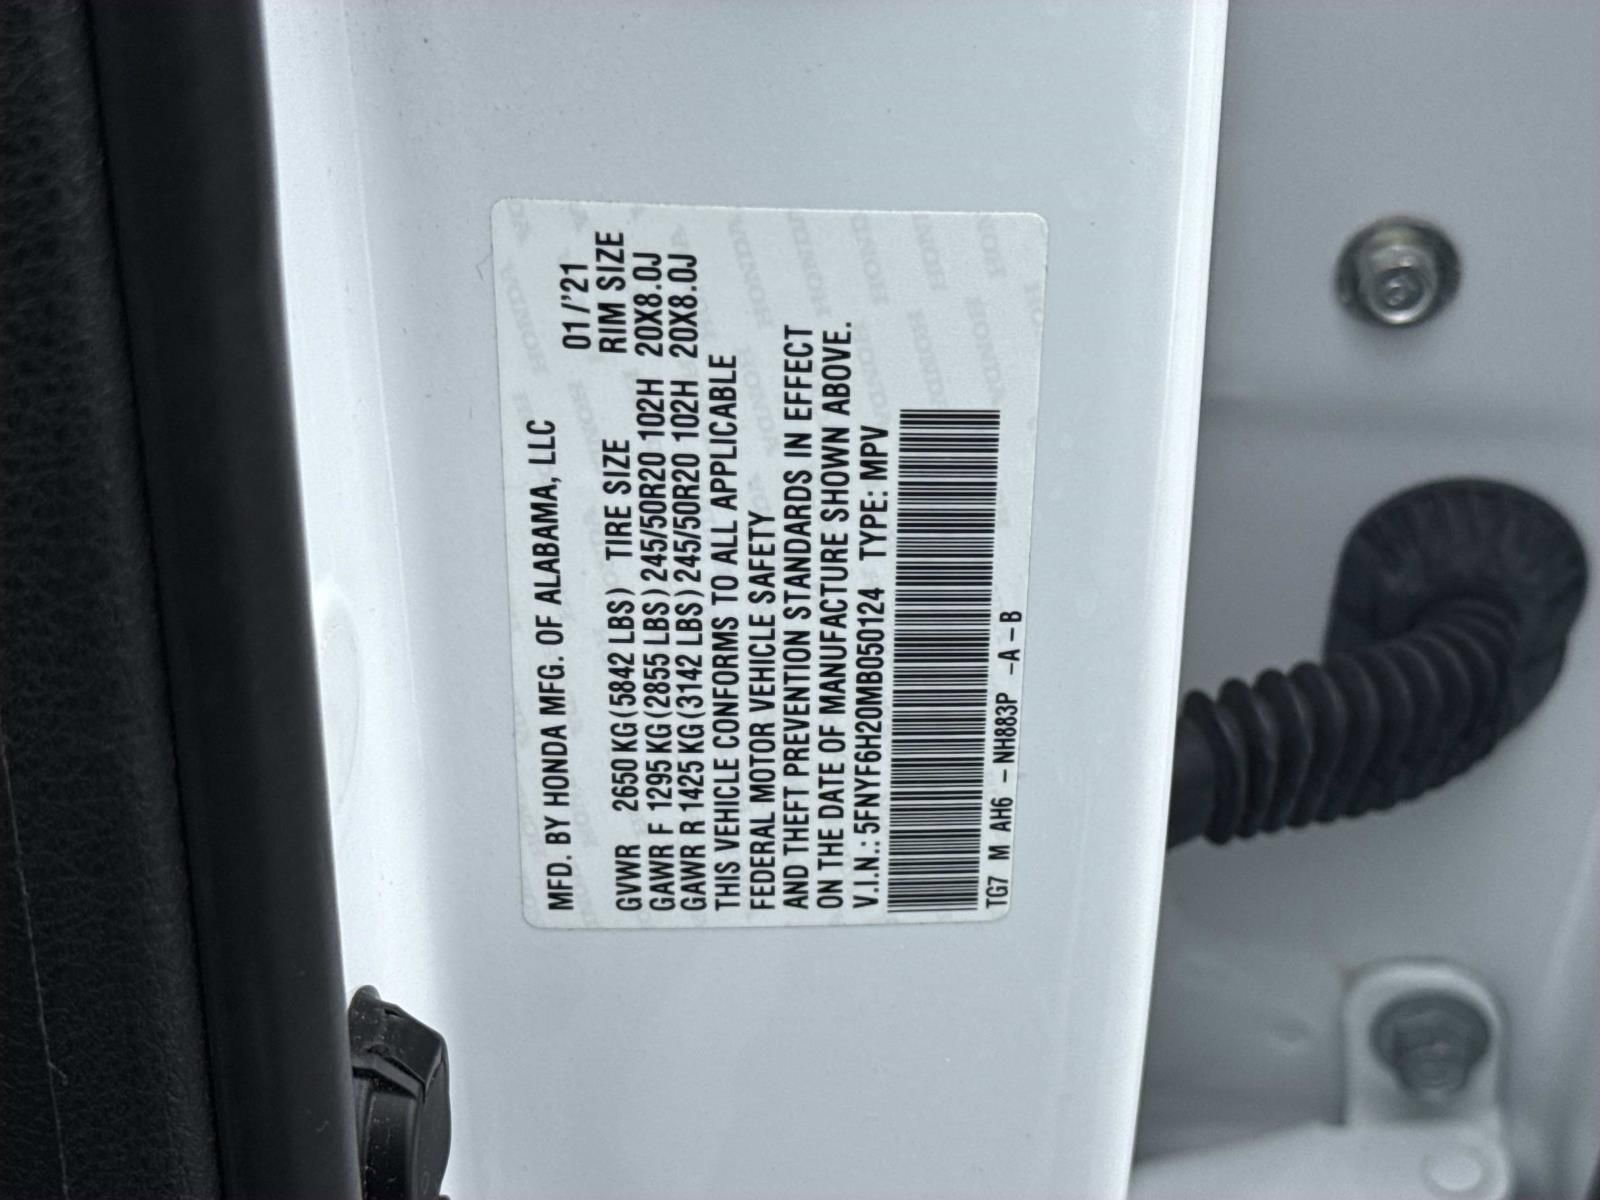 MFD. BY HONDA MFG. OF ALABAMA, LLC 01/'21
GVWR 2650 KG (5842 LBS) TIRE SIZE RIM SIZE
GAWR F 1295 KG (2855 LBS) 245/50R20 102H 20X8.0J
GAWR R 1425 KG (3142 LBS) 245/50R20 102H 20X8.0J
THIS VEHICLE CONFORMS TO ALL APPLICABLE
FEDERAL MOTOR VEHICLE SAFETY
AND THEFT PREVENTION STANDARDS IN EFFECT
ON THE DATE OF MANUFACTURE SHOWN ABOVE.
V.I.N.: 5FNYF6H20MB050124 TYPE: MPV
TG7 M AH6 - NH883P -A -B